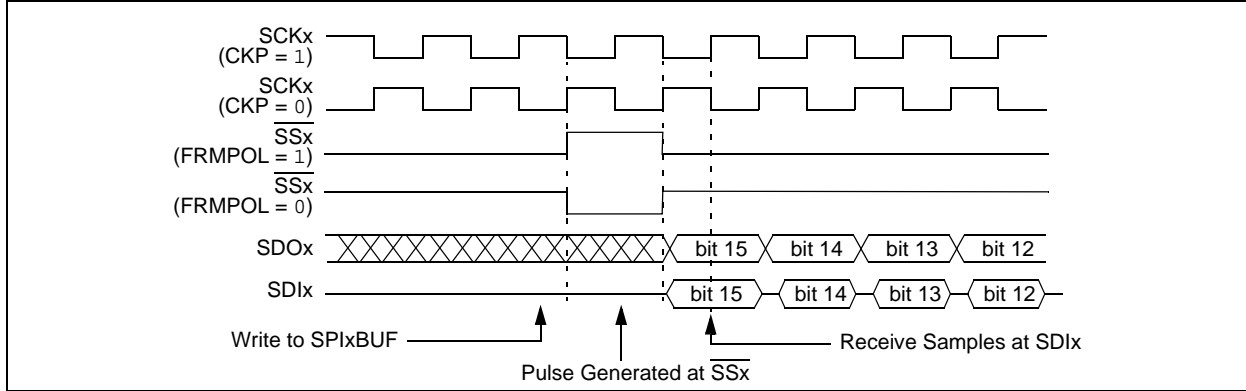 SCKx
(CKP = 1)
SCKx
(CKP = 0)
SSx
(FRMPOL = 1)
SSx
(FRMPOL = 0)
SDOx
bit 15 bit 14 bit 13 bit 12
SDIx
bit 15 bit 14 bit 13 bit 12
Write to SPIxBUF
Receive Samples at SDIx
Pulse Generated at SSx